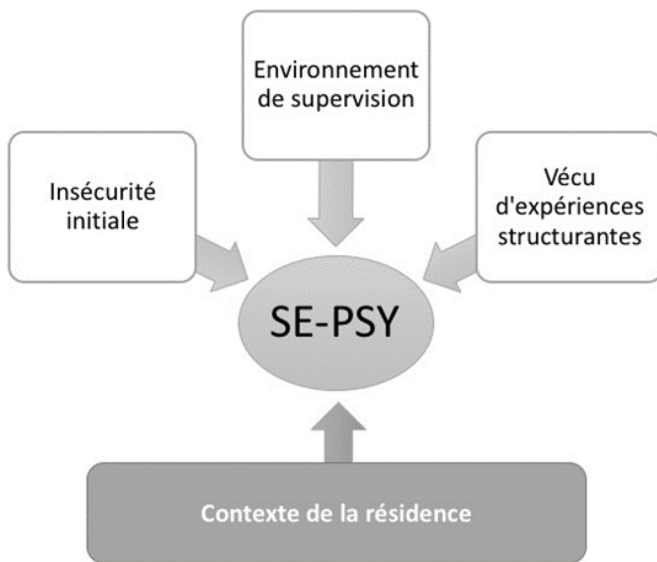 Environnement
de supervision
Insécurité
initiale
Vécu
d'expériences
structurantes
SE-PSY
Contexte de la résidence